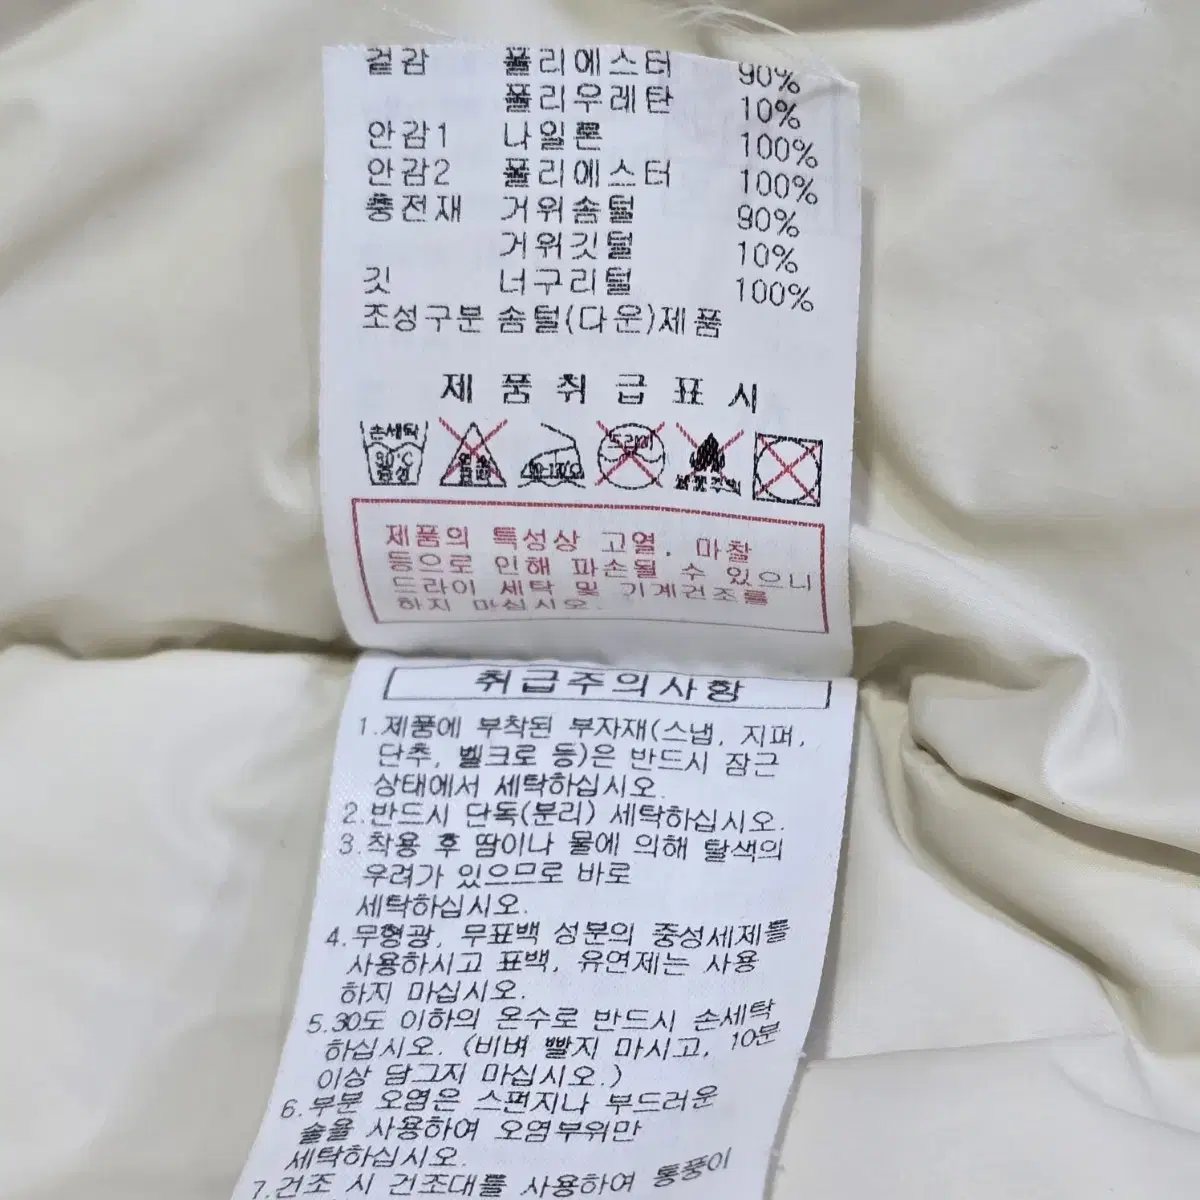 겉감 폴리에스터 90%
폴리우레탄 10%
안감1 나일론 100%
안감2 폴리에스터 100%
충전재 거위솜털 90%
거위깃털 10%
깃 너구리털 100%
조성구분 솜털(다운)제품
제품취급표시
손세탁 드라이
30°C
중성
제품의 특성상 고열, 마찰
등으로 인해 파손될 수 있으니
드라이 세탁 및 기계건조를
하지 마십시오.
취급주의사항
1.제품에 부착된 부자재(스냅, 지퍼,
단추, 벨크로 등)은 반드시 잠근
상태에서 세탁하십시오.
2.반드시 단독(분리) 세탁하십시오.
3.착용 후 땀이나 물에 의해 탈색의
우려가 있으므로 바로
세탁하십시오.
4.무형광, 무표백 성분의 중성세제를
사용하시고 표백, 유연제는 사용
하지 마십시오.
5.30도 이하의 온수로 반드시 손세탁
하십시오. (비벼 빨지 마시고, 10분
이상 담그지 마십시오.)
6.부분 오염은 스펀지나 부드러운
솔을 사용하여 오염부위만
세탁하십시오.
7.건조 시 건조대를 사용하여 통풍이